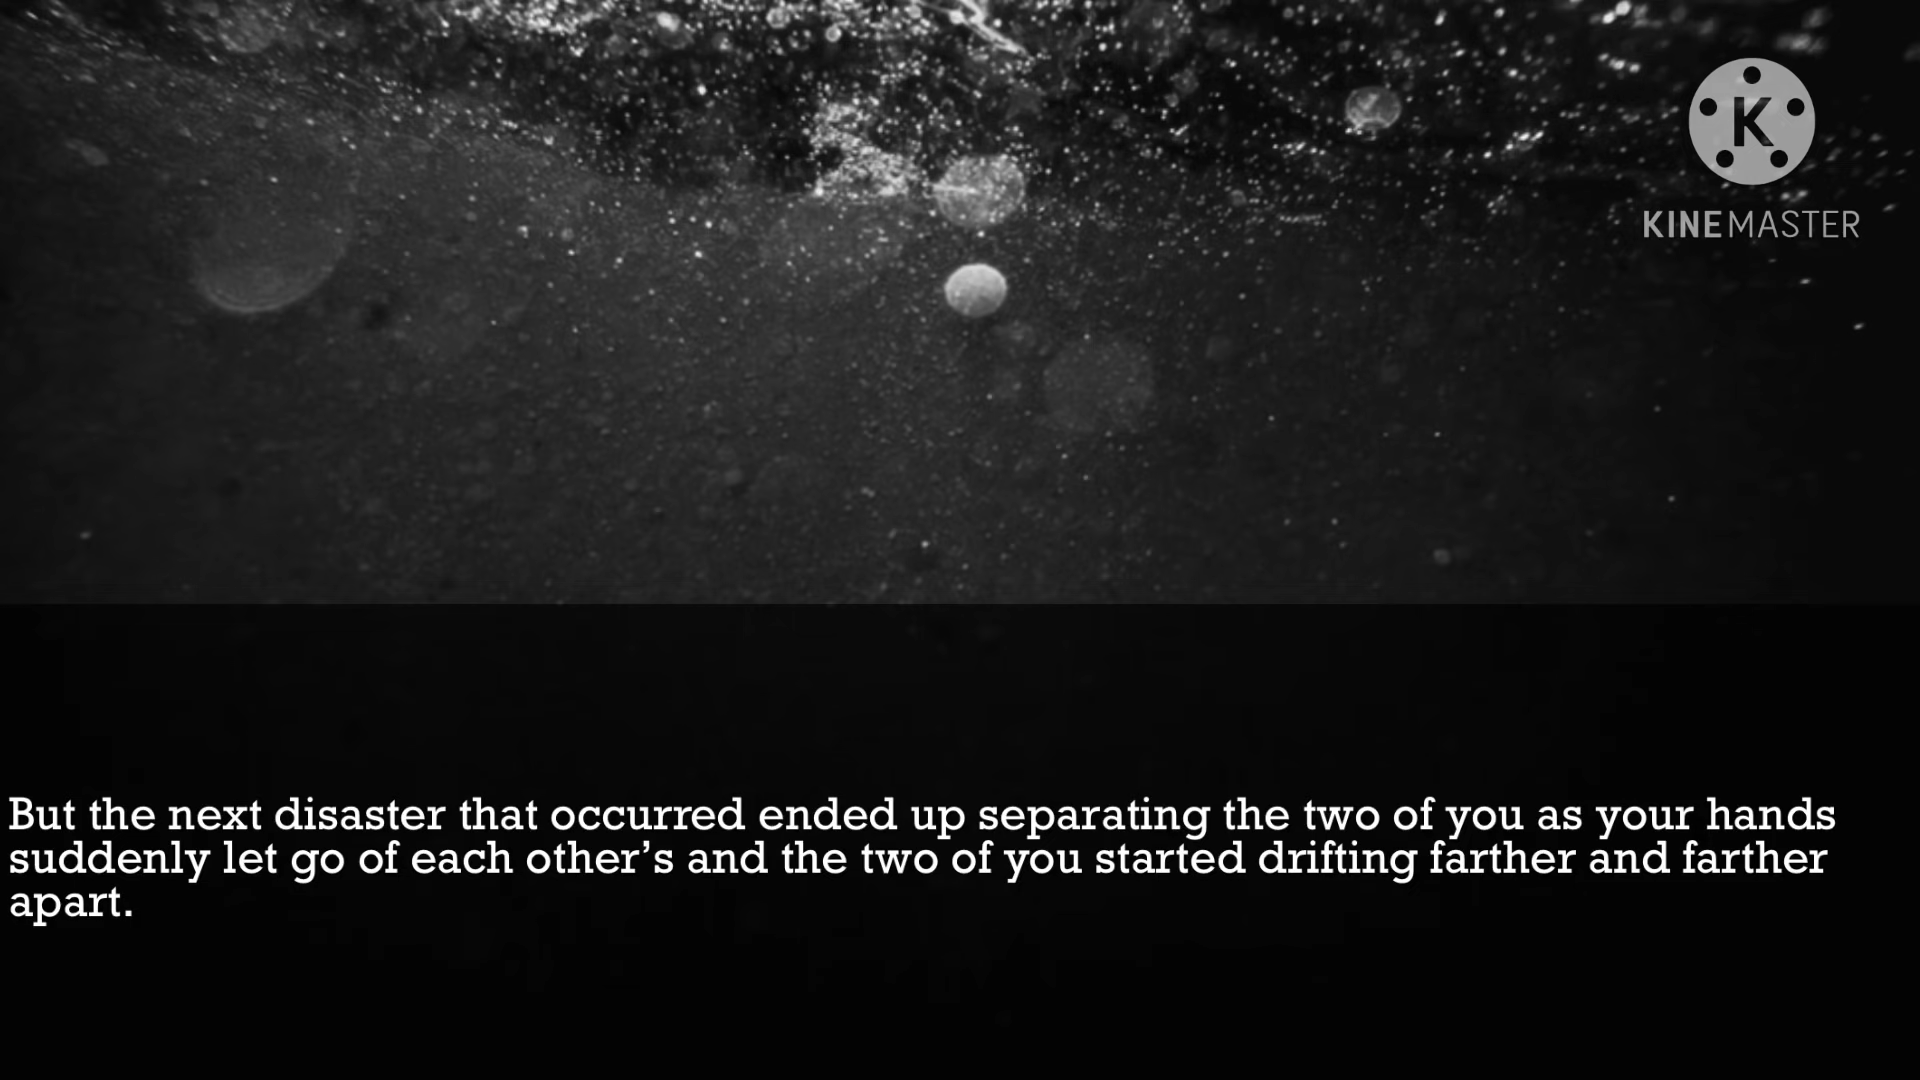 K
KINEMASTER
But the next disaster that occurred ended up separating the two of you as your hands
suddenly let go of each other’s and the two of you started drifting farther and farther
apart.